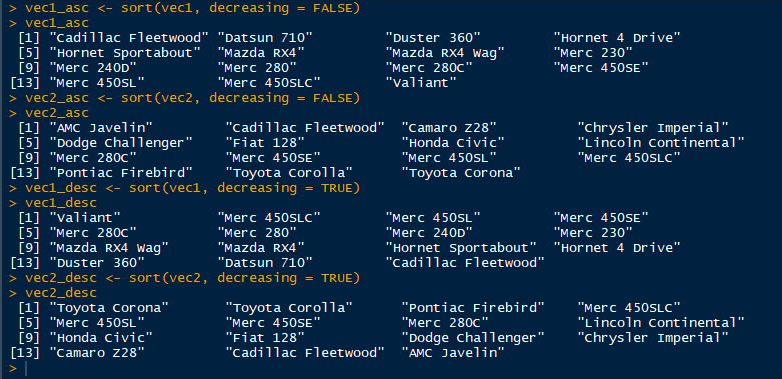 > vec1_asc <- sort(vec1, decreasing = FALSE)
> vec1_asc
 [1] "Cadillac Fleetwood" "Datsun 710"         "Duster 360"         "Hornet 4 Drive"
 [5] "Hornet Sportabout"  "Mazda RX4"          "Mazda RX4 Wag"      "Merc 230"
 [9] "Merc 240D"          "Merc 280"           "Merc 280C"          "Merc 450SE"
[13] "Merc 450SL"         "Merc 450SLC"        "Valiant"
> vec2_asc <- sort(vec2, decreasing = FALSE)
> vec2_asc
 [1] "AMC Javelin"         "Cadillac Fleetwood"  "Camaro Z28"          "Chrysler Imperial"
 [5] "Dodge Challenger"    "Fiat 128"            "Honda Civic"         "Lincoln Continental"
 [9] "Merc 280C"           "Merc 450SE"          "Merc 450SL"          "Merc 450SLC"
[13] "Pontiac Firebird"    "Toyota Corolla"      "Toyota Corona"
> vec1_desc <- sort(vec1, decreasing = TRUE)
> vec1_desc
 [1] "Valiant"            "Merc 450SLC"        "Merc 450SL"         "Merc 450SE"
 [5] "Merc 280C"          "Merc 280"           "Merc 240D"          "Merc 230"
 [9] "Mazda RX4 Wag"      "Mazda RX4"          "Hornet Sportabout"  "Hornet 4 Drive"
[13] "Duster 360"         "Datsun 710"         "Cadillac Fleetwood"
> vec2_desc <- sort(vec2, decreasing = TRUE)
> vec2_desc
 [1] "Toyota Corona"       "Toyota Corolla"      "Pontiac Firebird"    "Merc 450SLC"
 [5] "Merc 450SL"          "Merc 450SE"          "Merc 280C"           "Lincoln Continental"
 [9] "Honda Civic"         "Fiat 128"            "Dodge Challenger"    "Chrysler Imperial"
[13] "Camaro Z28"          "Cadillac Fleetwood"  "AMC Javelin"
>